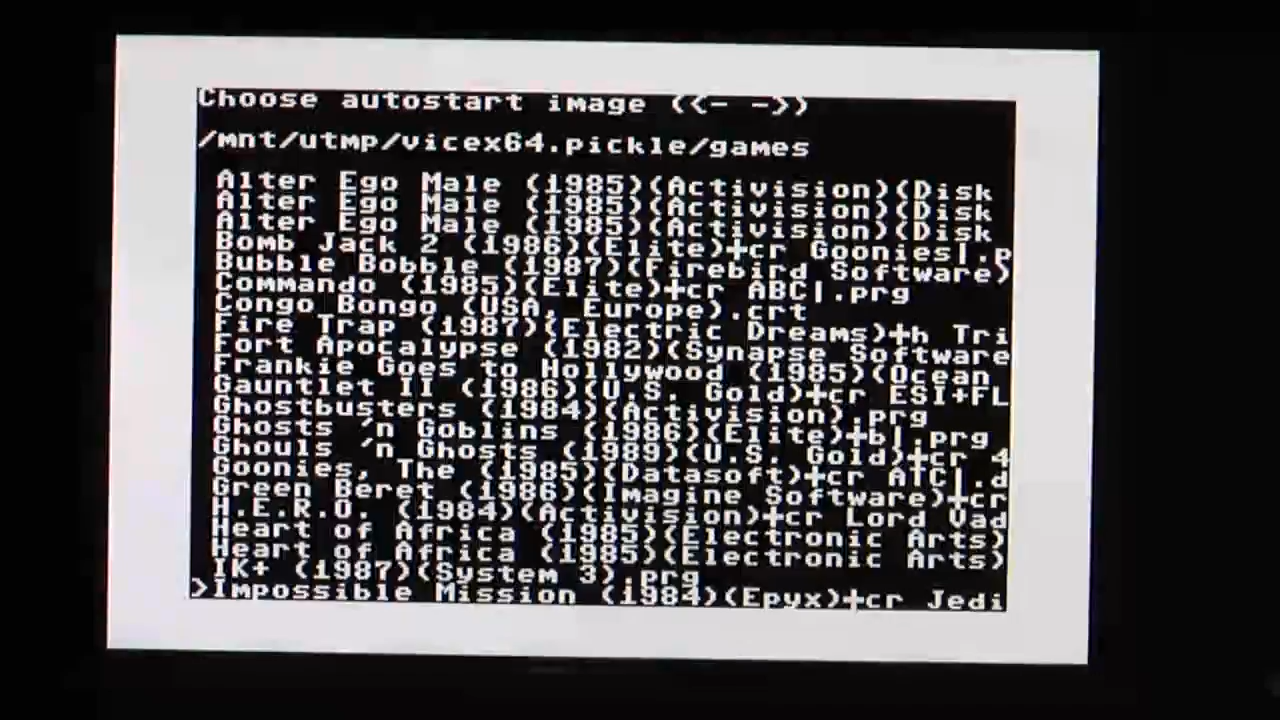 Choose autostart image (<- ->)
/mnt/utmp/vicex64.pickle/games
Alter Ego Male (1985)(Activision)(Disk
Alter Ego Male (1985)(Activision)(Disk
Alter Ego Male (1985)(Activision)(Disk
Bomb Jack 2 (1986)(Elite)+cr Goonies|.p
Bubble Bobble (1987)(Firebird Software)
Commando (1985)(Elite)+cr ABC|.prg
Congo Bongo (USA, Europe).crt
Fire Trap (1987)(Electric Dreams)+h Tri
Fort Apocalypse (1982)(Synapse Software
Frankie Goes to Hollywood (1985)(Ocean
Gauntlet II (1986)(U.S. Gold)+cr ESI+FL
Ghostbusters (1984)(Activision).prg
Ghosts 'n Goblins (1986)(Elite)+b|.prg
Ghouls 'n Ghosts (1989)(U.S. Gold)+cr 4
Goonies, The (1985)(Datasoft)+cr ATC|.d
Green Beret (1986)(Imagine Software)+cr
H.E.R.O. (1984)(Activision)+cr Lord Vad
Heart of Africa (1985)(Electronic Arts)
Heart of Africa (1985)(Electronic Arts)
IK+ (1987)(System 3).prg
>Impossible Mission (1984)(Epyx)+cr Jedi